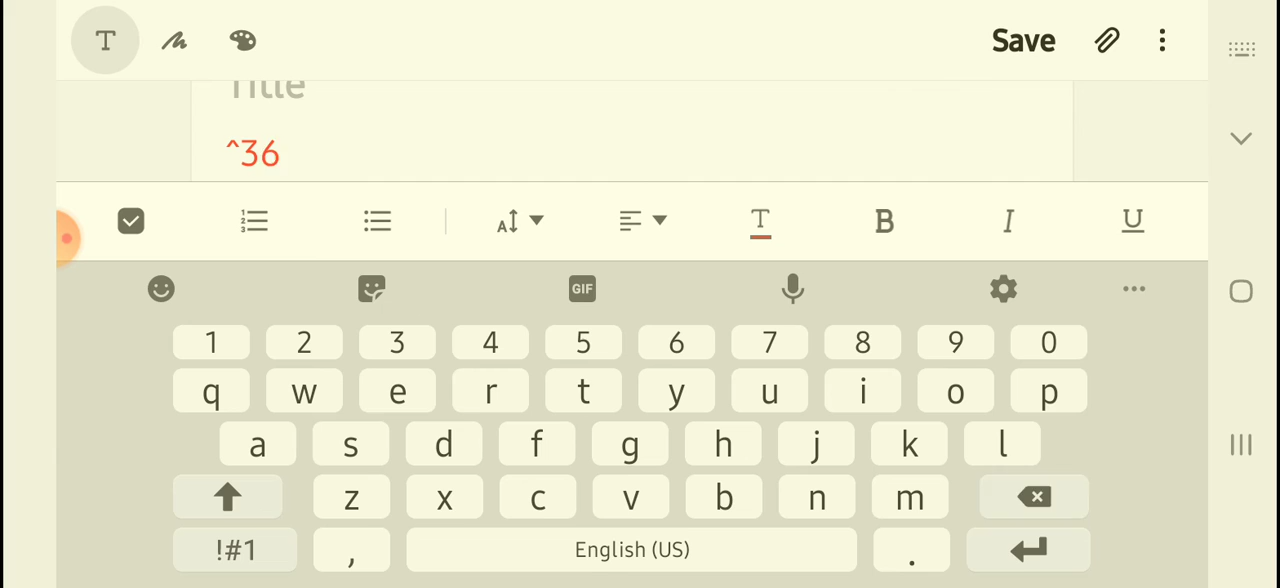 T
Save
Title
^36
A T B I U
GIF
1 2 3 4 5 6 7 8 9 0
q w e r t y u i o p
a s d f g h j k l
z x c v b n m
!#1 , English (US) .